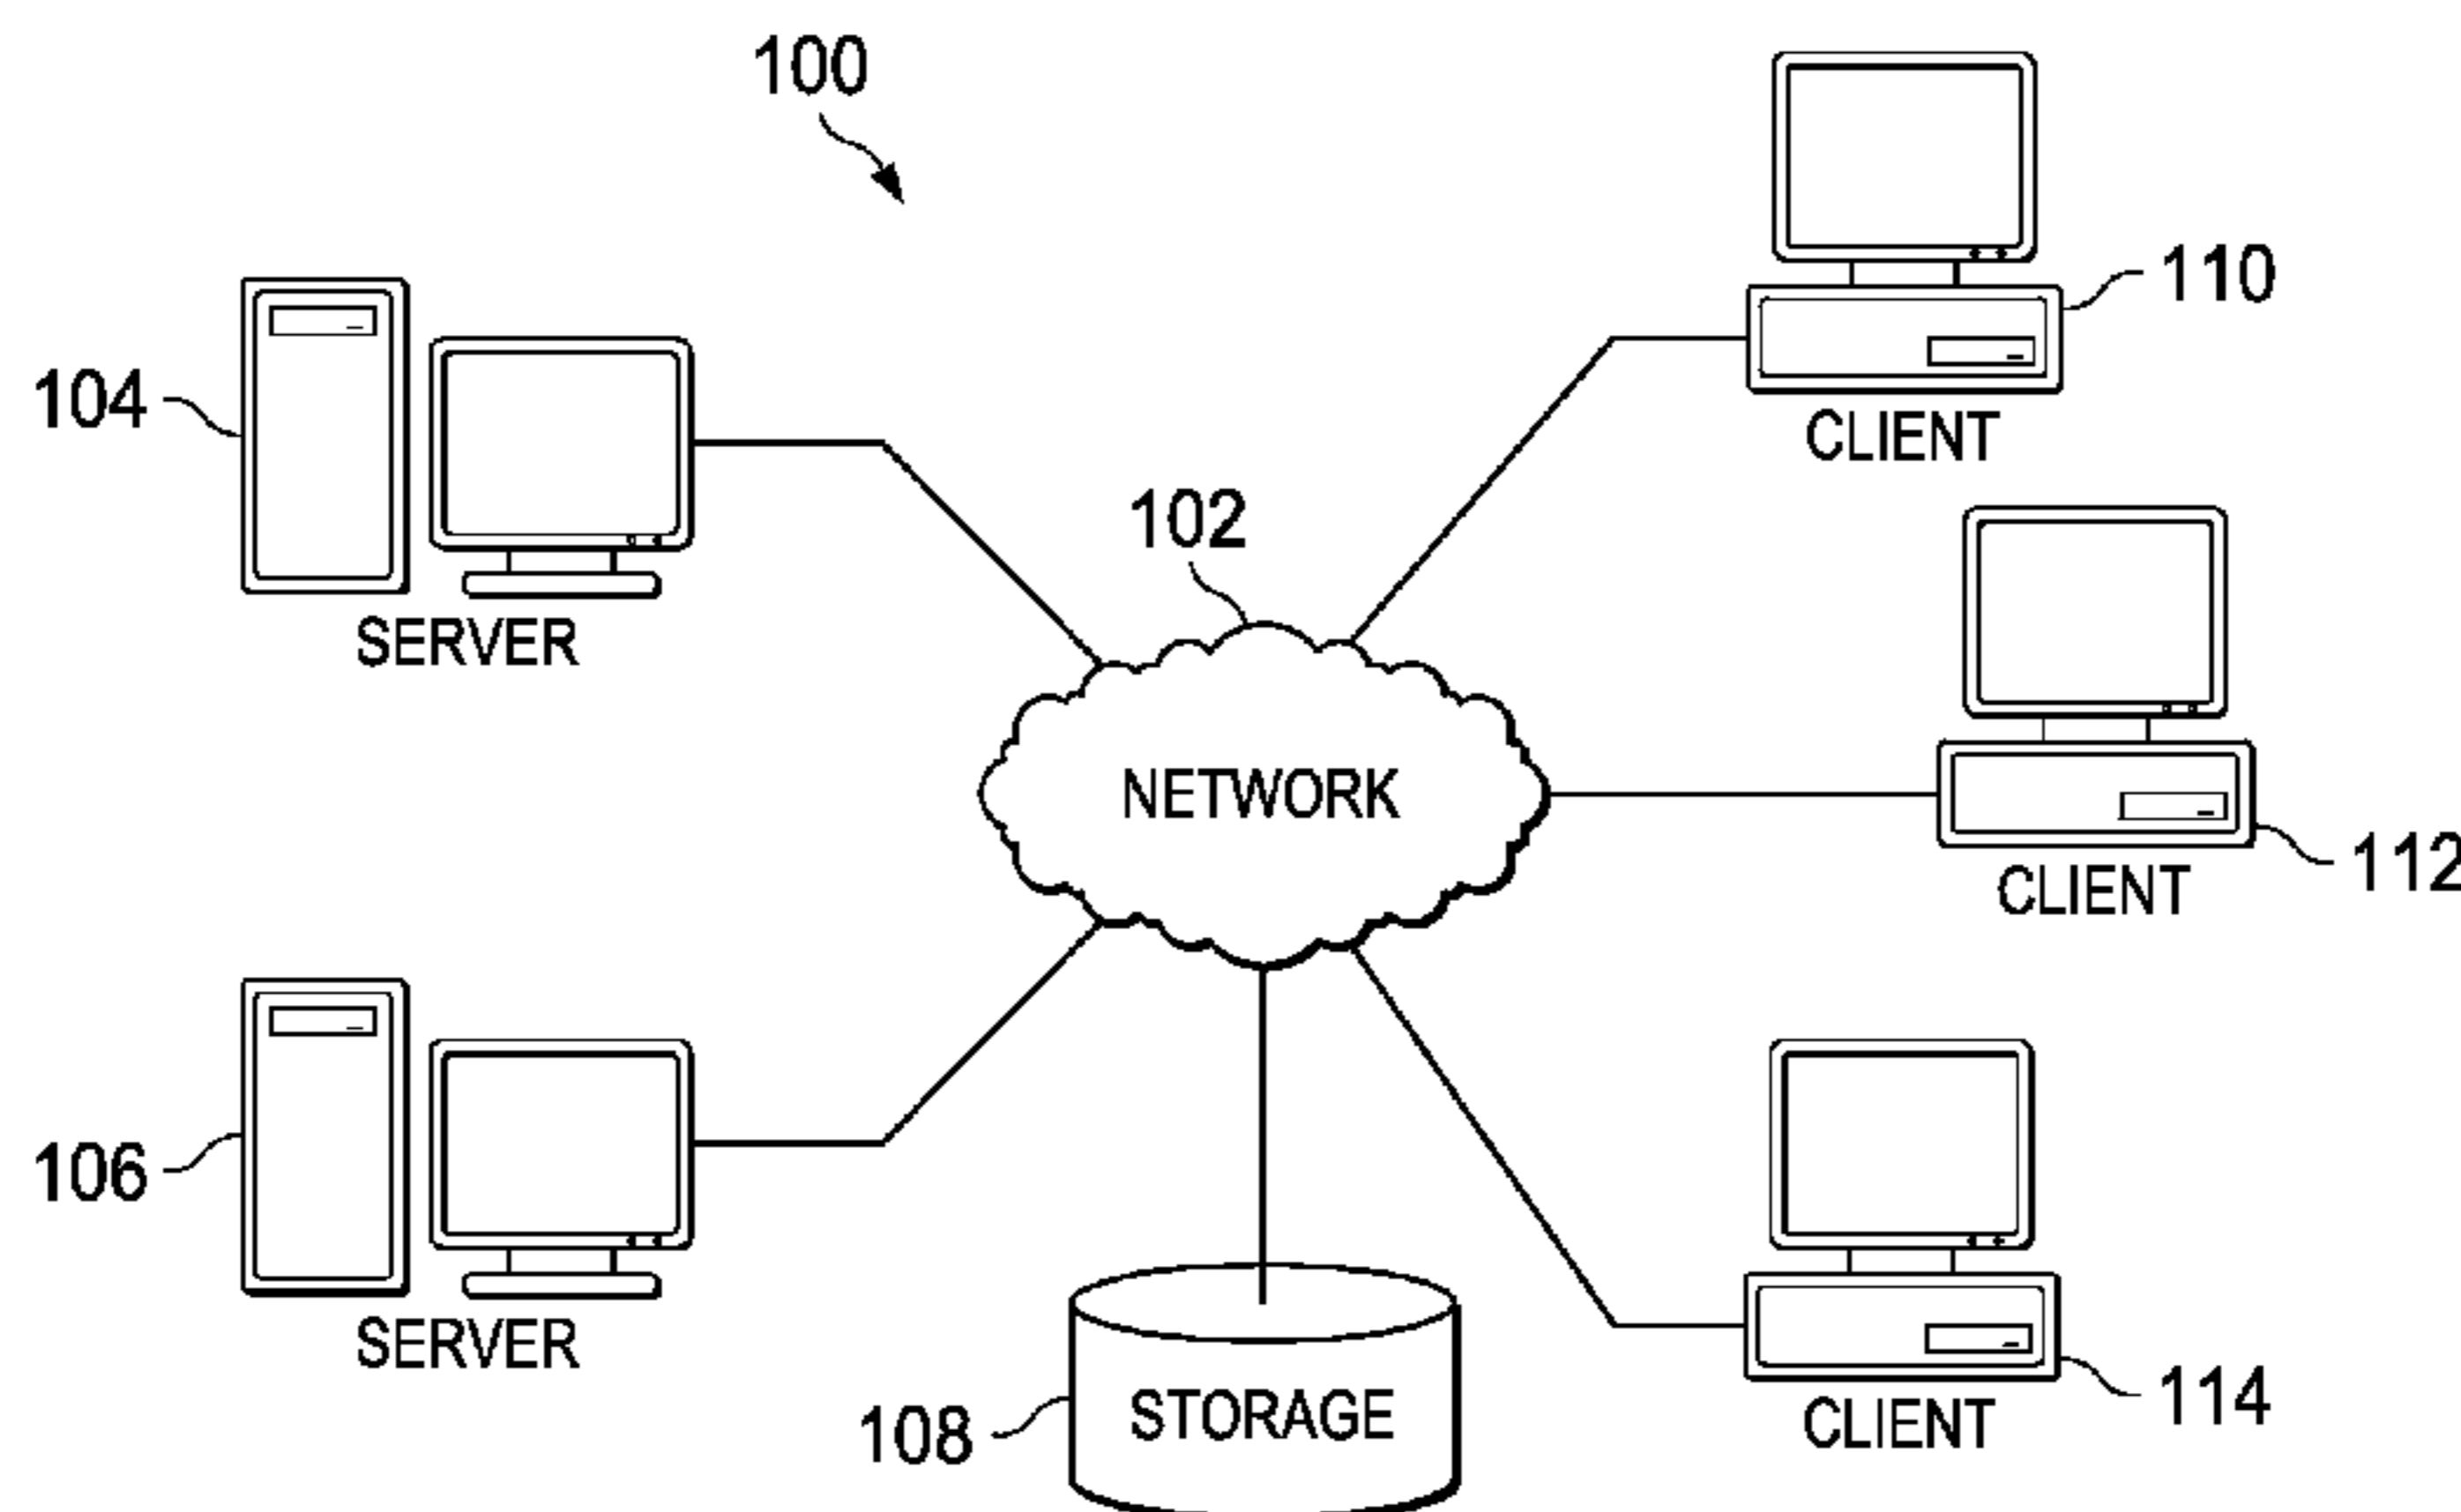 100
110
104
CLIENT
102
SERVER
NETWORK
112
CLIENT
106
SERVER
108
STORAGE
114
CLIENT